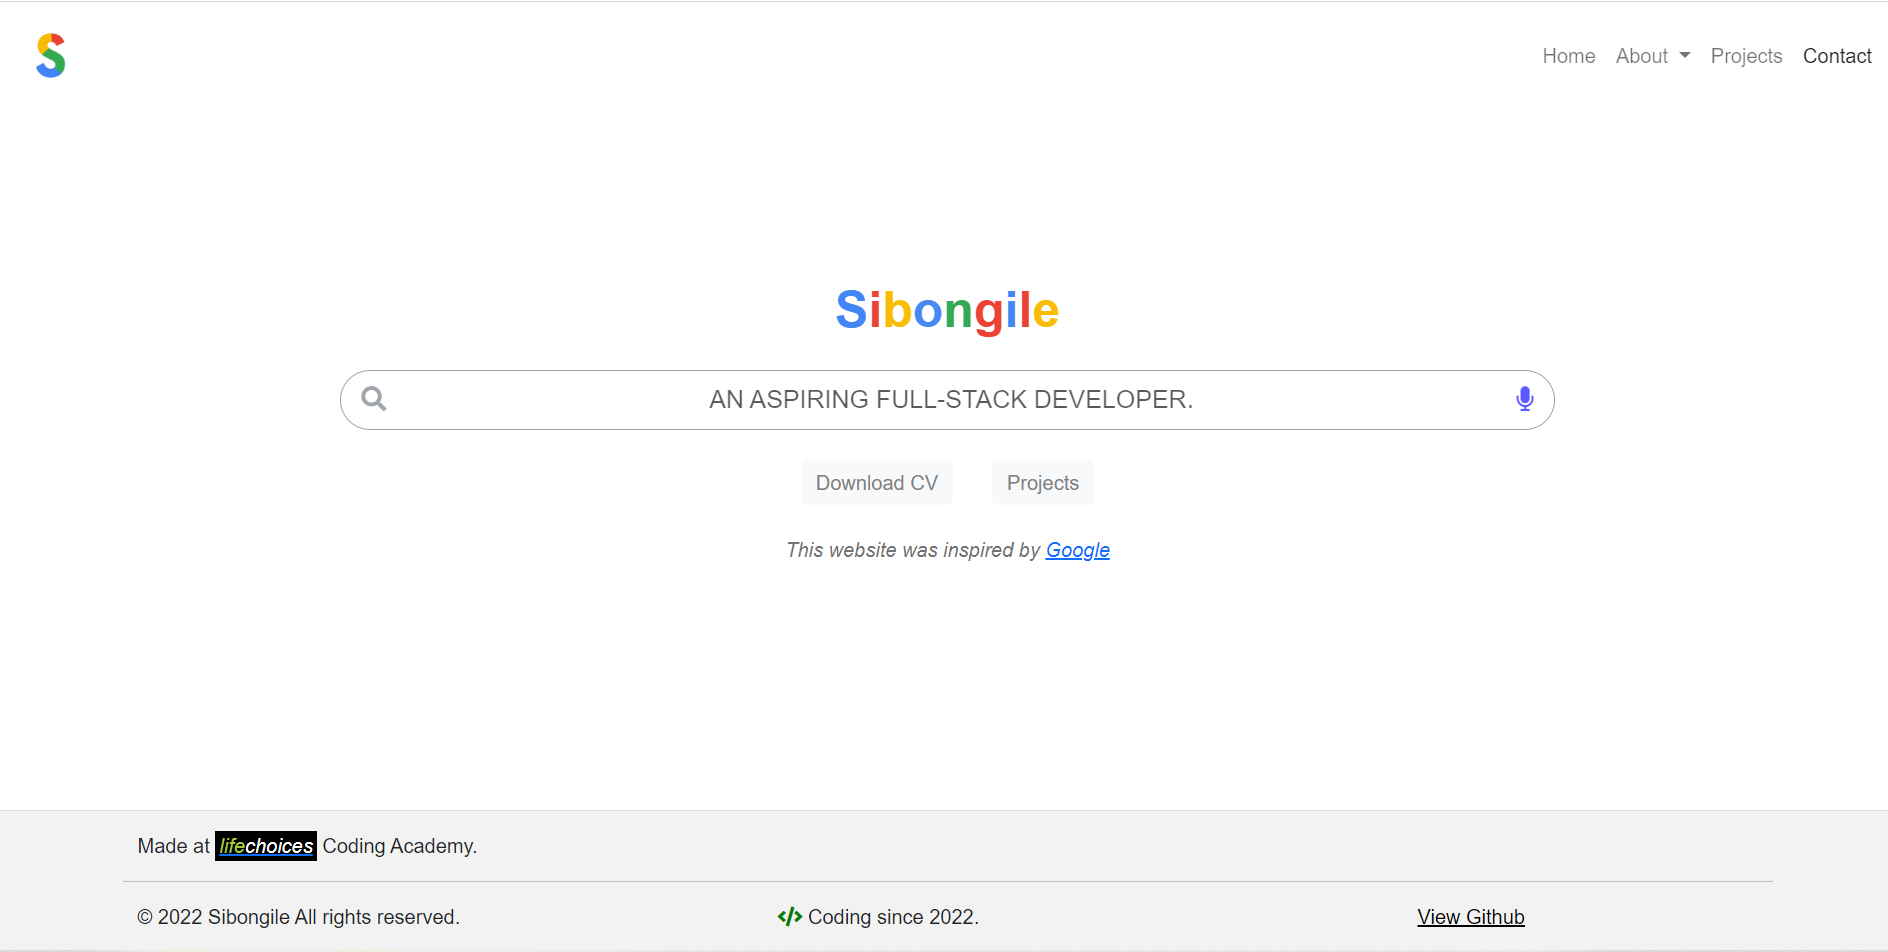 S
Home About Projects Contact
Sibongile
AN ASPIRING FULL-STACK DEVELOPER.
Download CV Projects
This website was inspired by Google
Made at lifechoices Coding Academy.
© 2022 Sibongile All rights reserved. </> Coding since 2022. View Github